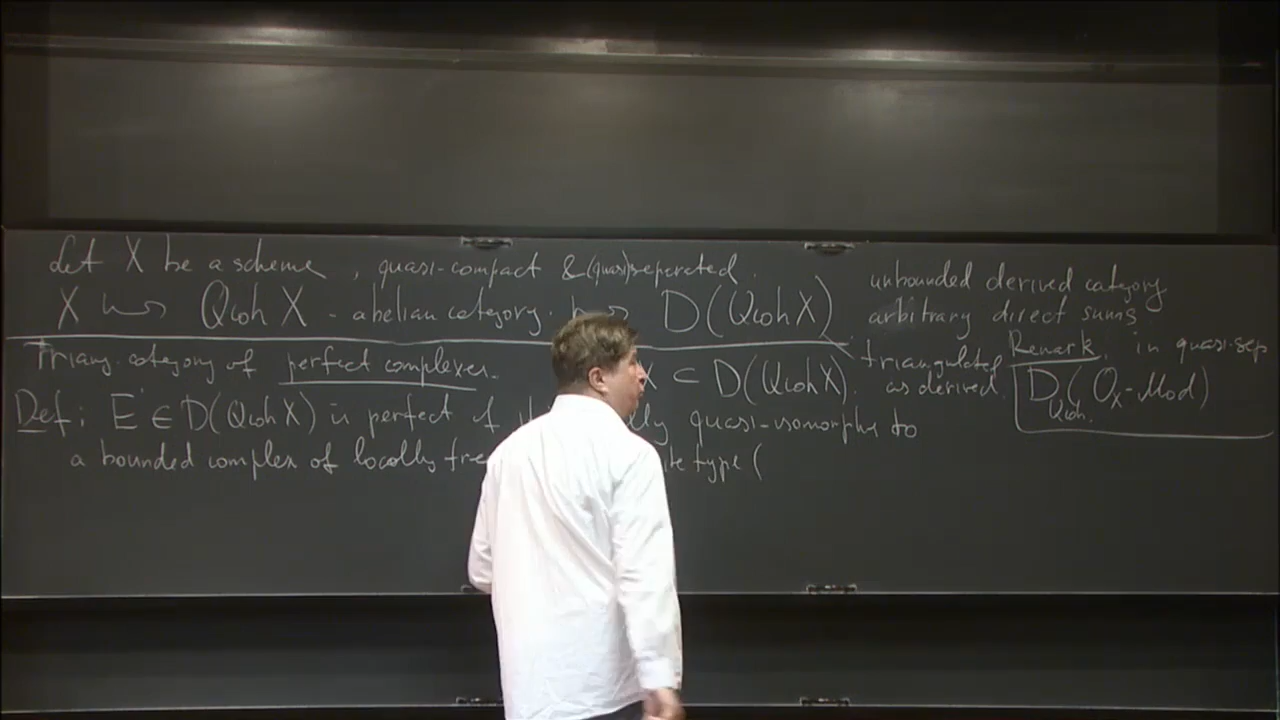 Let X be a scheme, quasi-compact & (quasi)seperated.
X ⇝ Qcoh X - abelian category. ⇝ D(Qcoh X)
unbounded derived category
arbitrary direct sums.
triangulated
as derived.
Remark. in quasi-sep
D_Qcoh.(O_X-Mod)
Triang. category of perfect complexes.
X ⊂ D(Qcoh X).
Def: E˙ ∈ D(Qcoh X) is perfect if quasi-isomorphic to
a bounded complex of locally type (